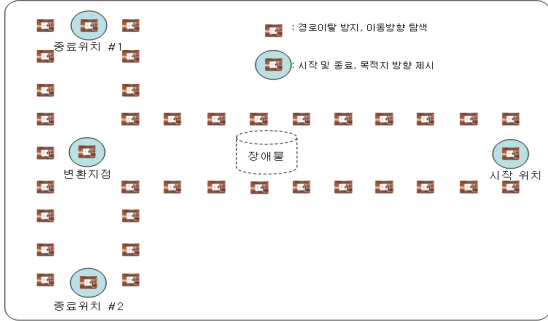 : 경로이탈 방지, 이동방향 탐색
종료위치 #1
: 시작 및 종료, 목적지 방향 제시
장애물
변환지점
시작 위치
종료위치 #2